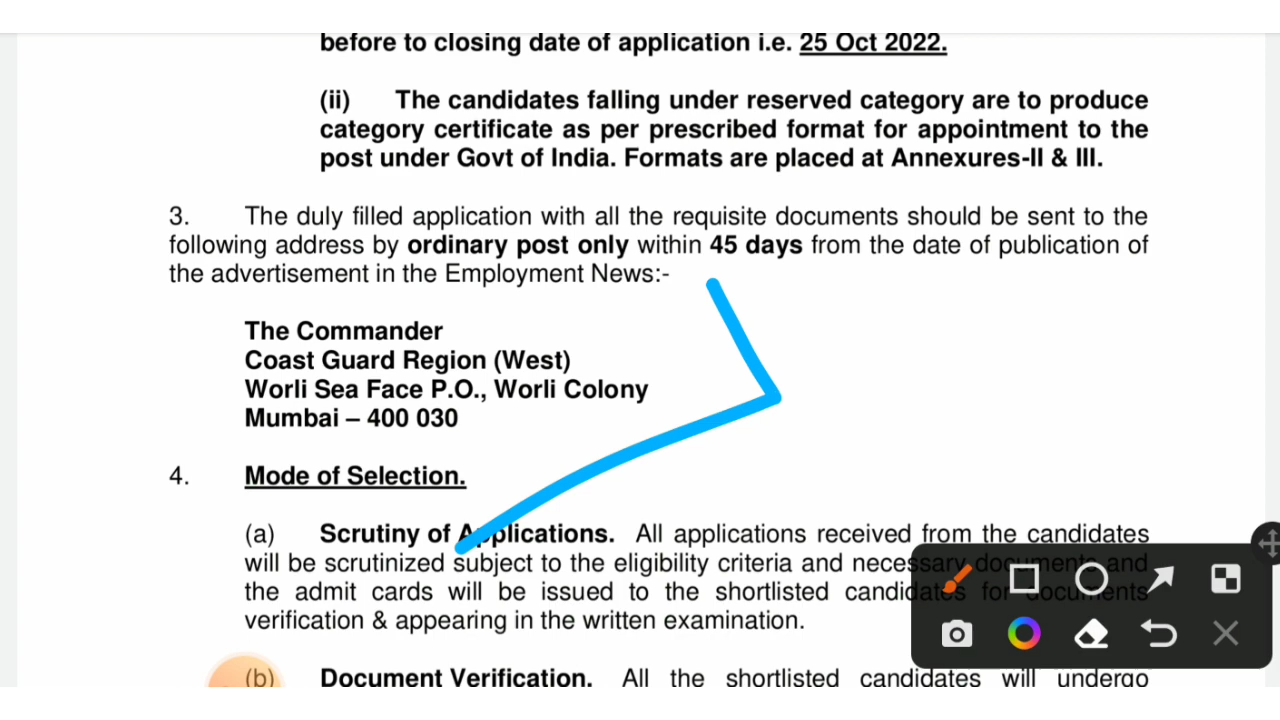 before to closing date of application i.e. 25 Oct 2022.
(ii) The candidates falling under reserved category are to produce
category certificate as per prescribed format for appointment to the
post under Govt of India. Formats are placed at Annexures-II & III.
3. The duly filled application with all the requisite documents should be sent to the
following address by ordinary post only within 45 days from the date of publication of
the advertisement in the Employment News:-
The Commander
Coast Guard Region (West)
Worli Sea Face P.O., Worli Colony
Mumbai – 400 030
4. Mode of Selection.
(a) Scrutiny of Applications. All applications received from the candidates
will be scrutinized subject to the eligibility criteria and necessary documents and
the admit cards will be issued to the shortlisted candidates for documents
verification & appearing in the written examination.
(b) Document Verification. All the shortlisted candidates will undergo